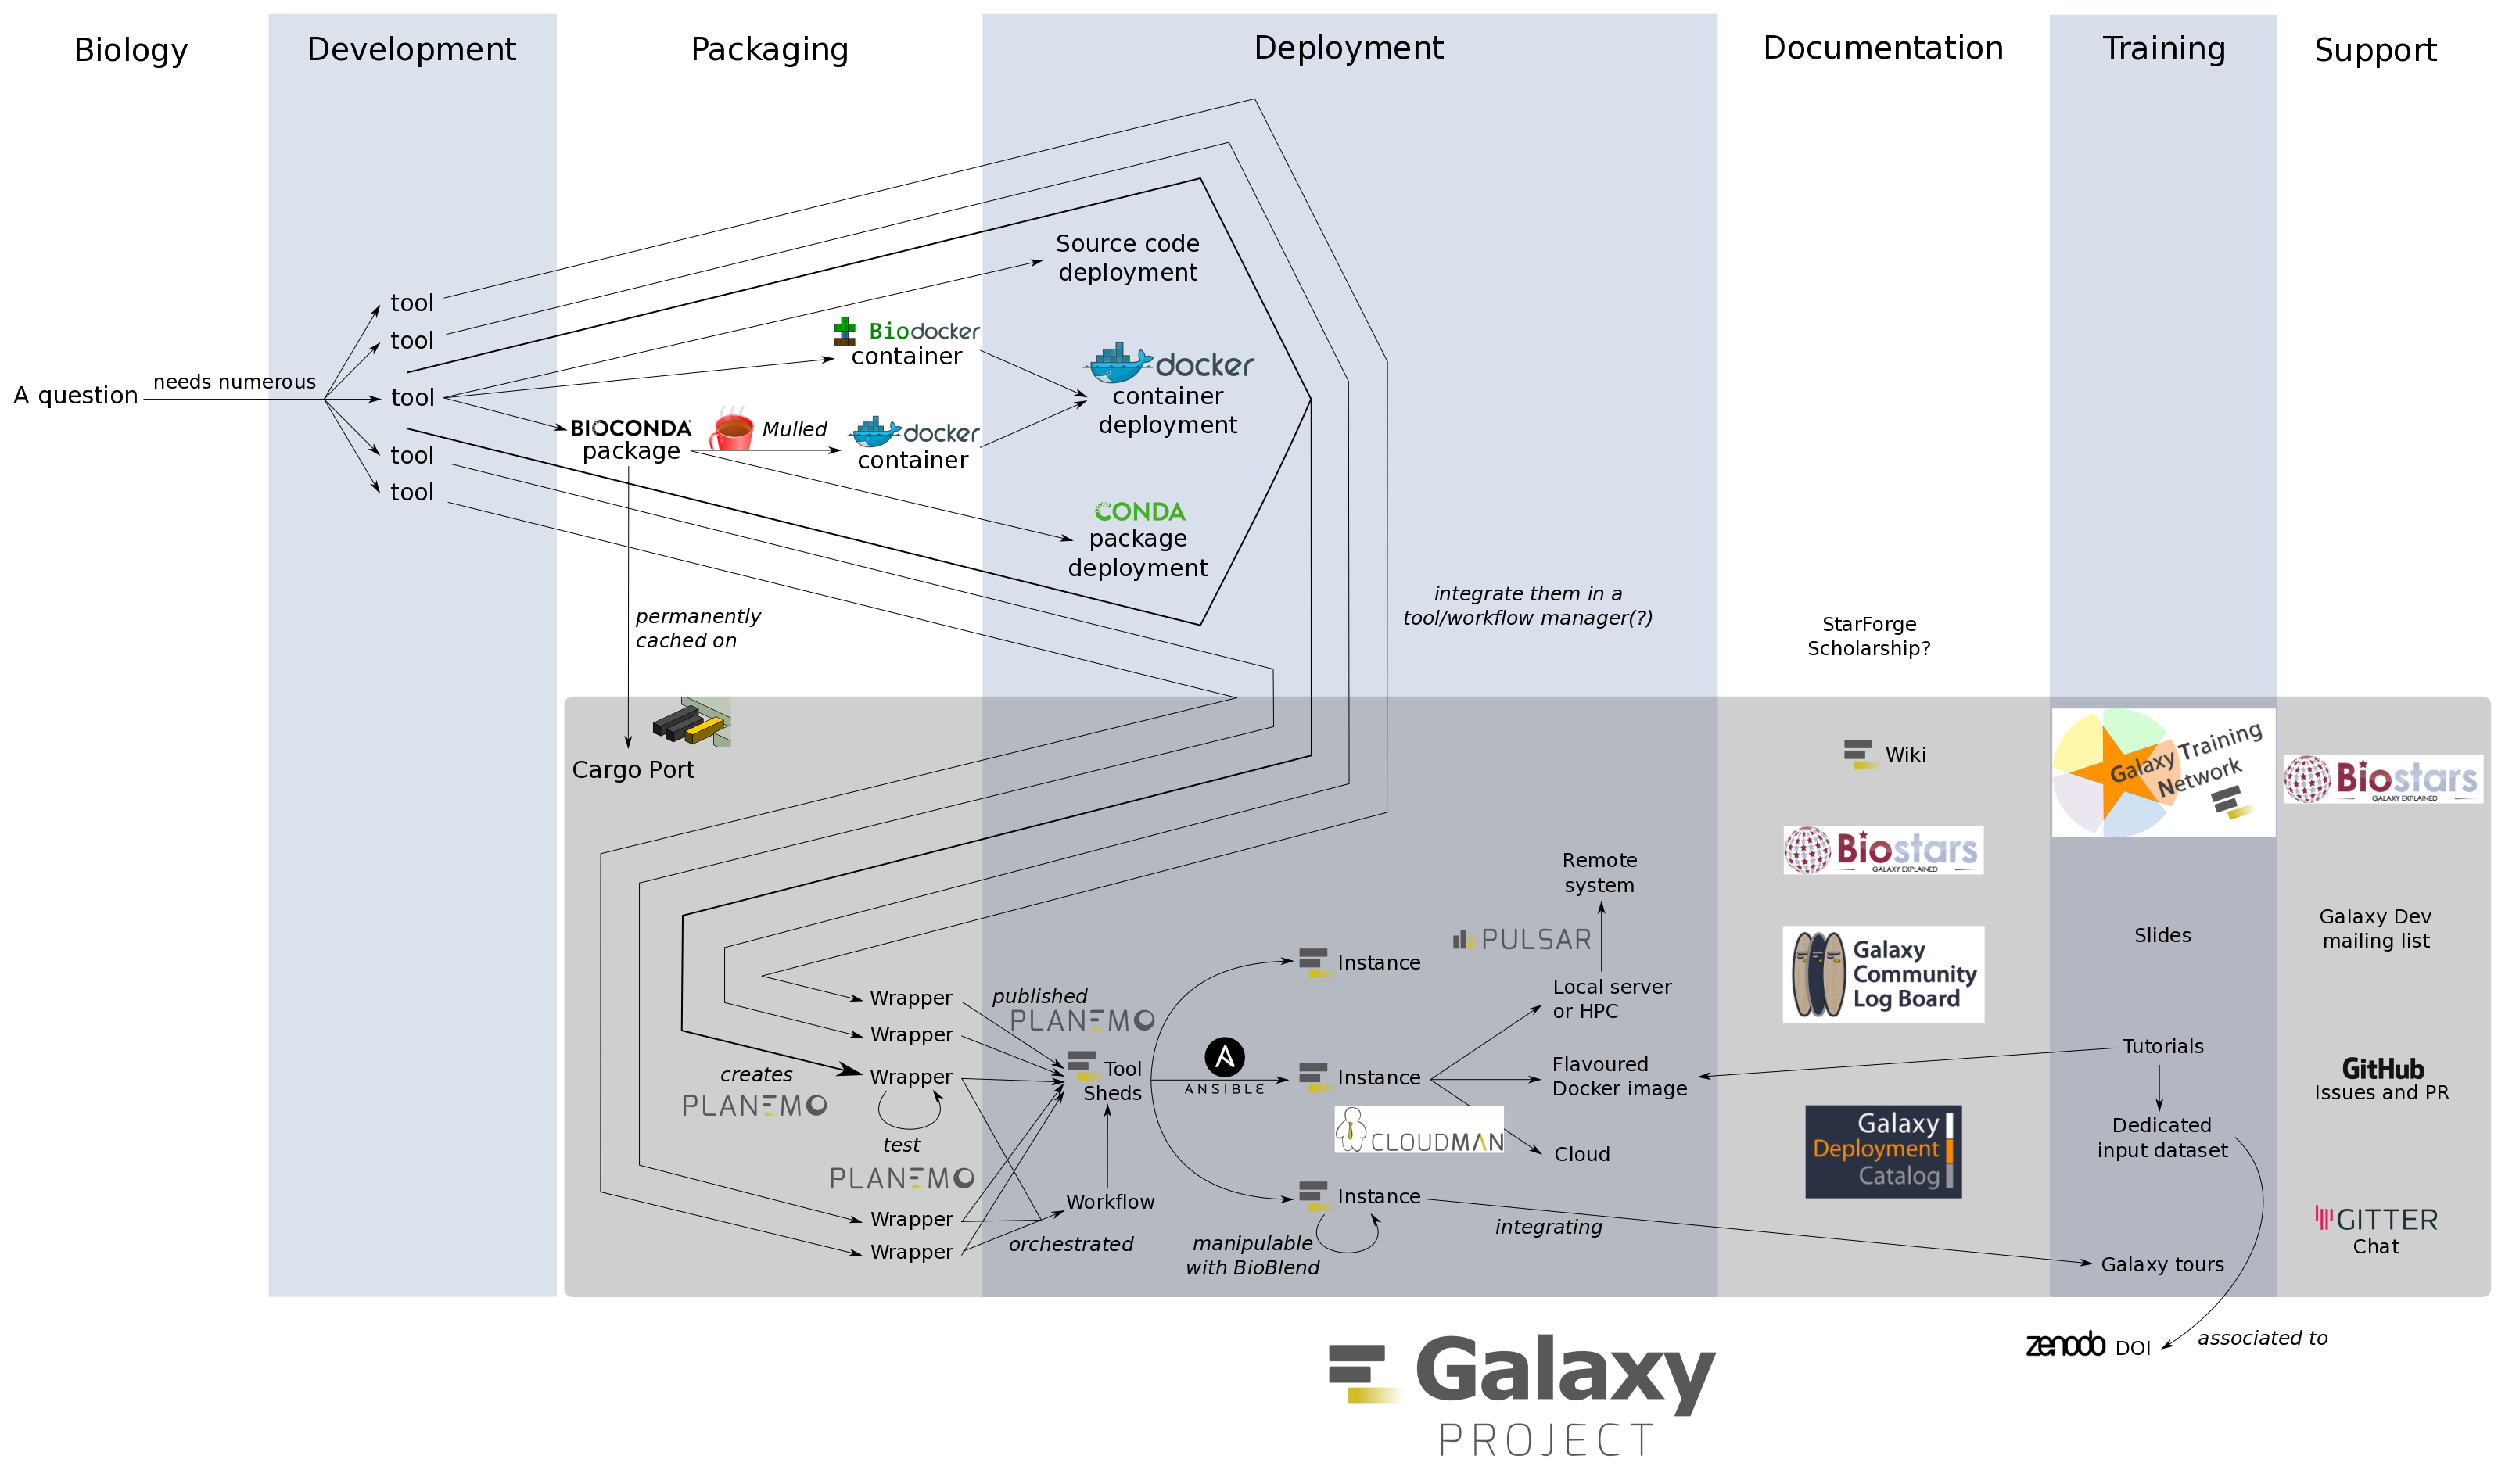 Biology
Development
Packaging
Deployment
Documentation
Training
Support
A question
needs numerous
tool
tool
tool
tool
tool
Source code
deployment
Biodocker
container
docker
container
deployment
BIOCONDA
package
Mulled
docker
container
CONDA
package
deployment
permanently
cached on
integrate them in a
tool/workflow manager(?)
StarForge
Scholarship?
Cargo Port
Wiki
Galaxy Training
Network
Biostars
GALAXY EXPLAINED
Biostars
GALAXY EXPLAINED
Remote
system
PULSAR
Galaxy
Community
Log Board
Slides
Galaxy Dev
mailing list
Instance
Local server
or HPC
Wrapper
published
PLANEMO
Wrapper
creates
PLANEMO
Wrapper
test
PLANEMO
Tool
Sheds
ANSIBLE
Instance
Flavoured
Docker image
CLOUDMAN
Cloud
Tutorials
Dedicated
input dataset
GitHub
Issues and PR
Galaxy
Deployment
Catalog
Workflow
Wrapper
Wrapper
orchestrated
Instance
manipulable
with BioBlend
integrating
Galaxy tours
GITTER
Chat
zenodo DOI
associated to
Galaxy
PROJECT